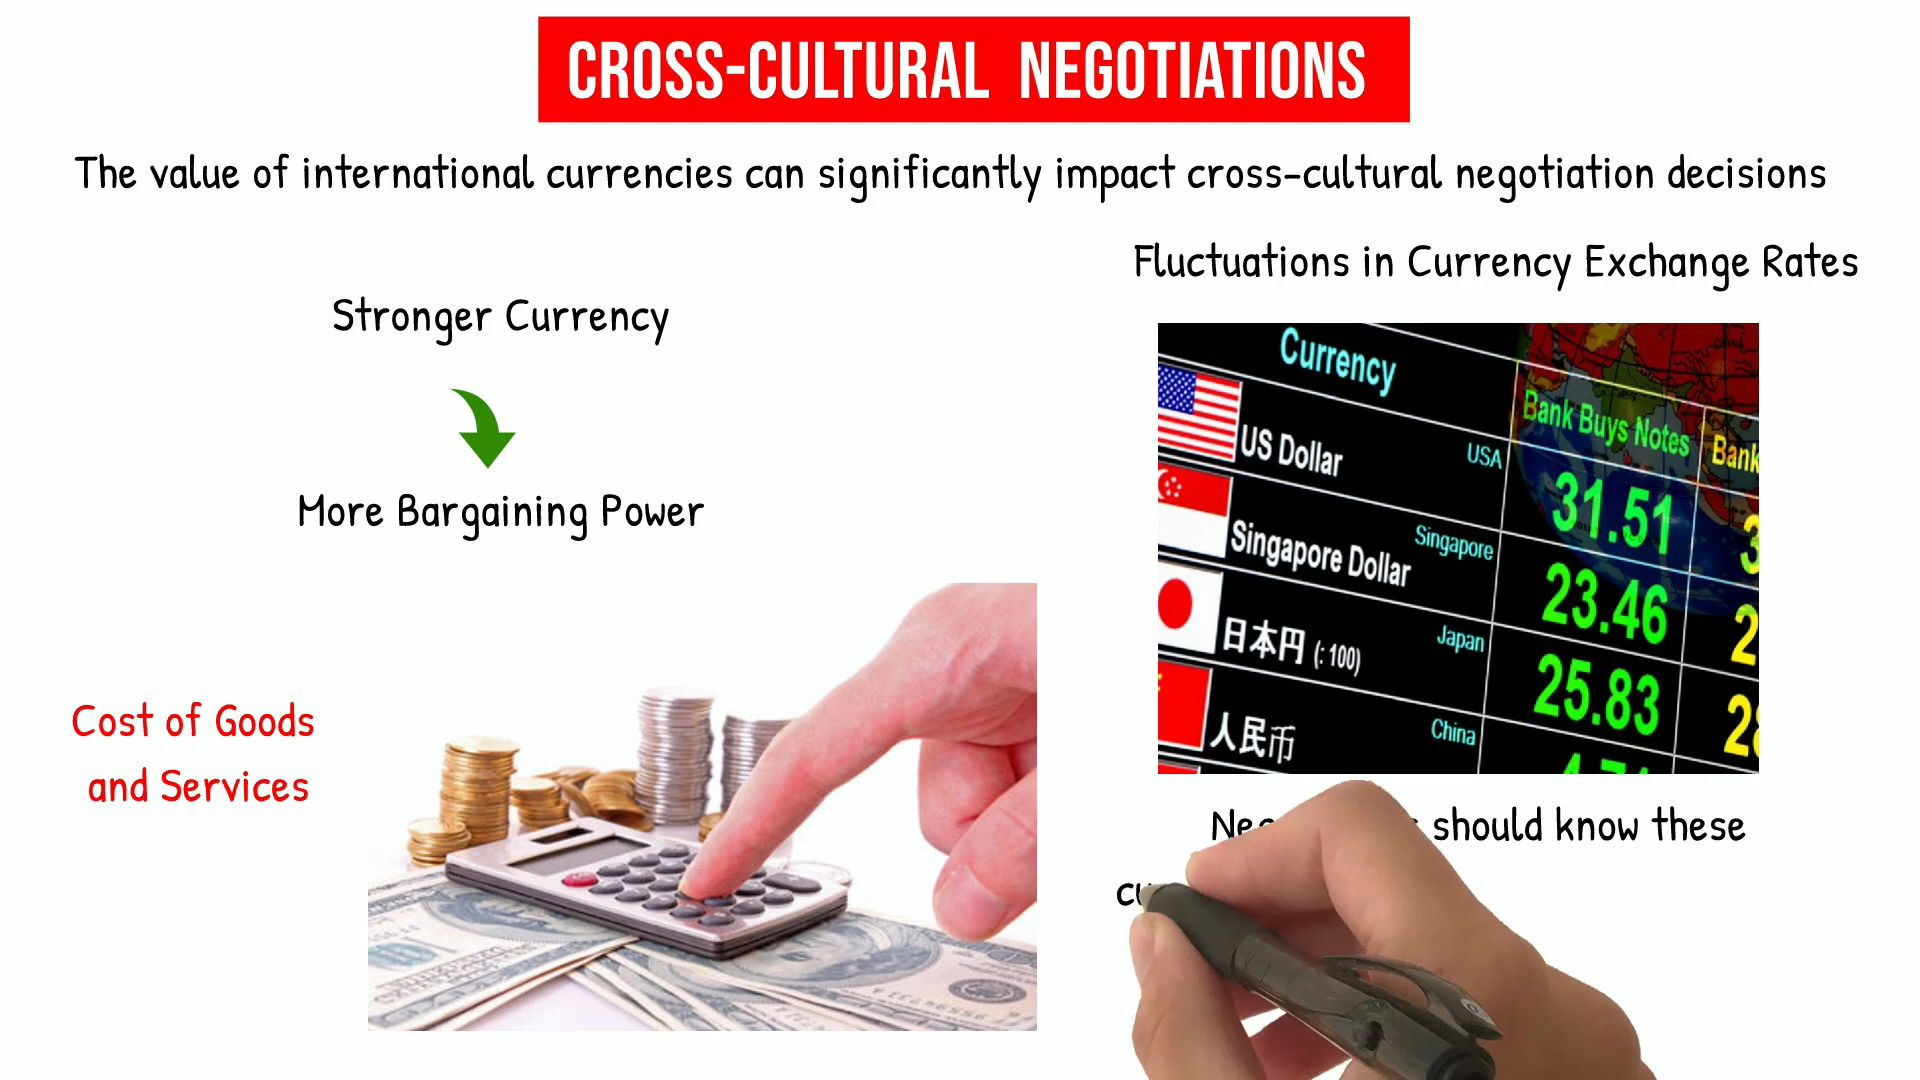 CROSS-CULTURAL NEGOTIATIONS
The value of international currencies can significantly impact cross-cultural negotiation decisions
Stronger Currency
More Bargaining Power
Cost of Goods
and Services
Fluctuations in Currency Exchange Rates
Currency
Bank Buys Notes
Bank
US Dollar USA 31.51
Singapore Dollar Singapore 23.46
日本円 (:100) Japan 25.83
人民币 China
should know these